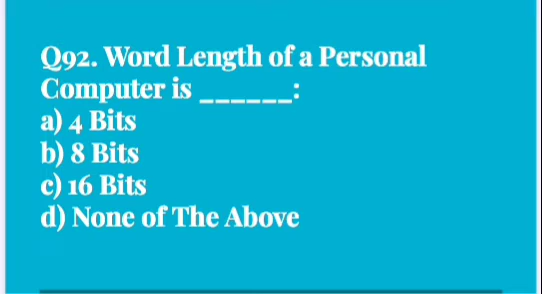 Q92. Word Length of a Personal
Computer is ______:
a) 4 Bits
b) 8 Bits
c) 16 Bits
d) None of The Above